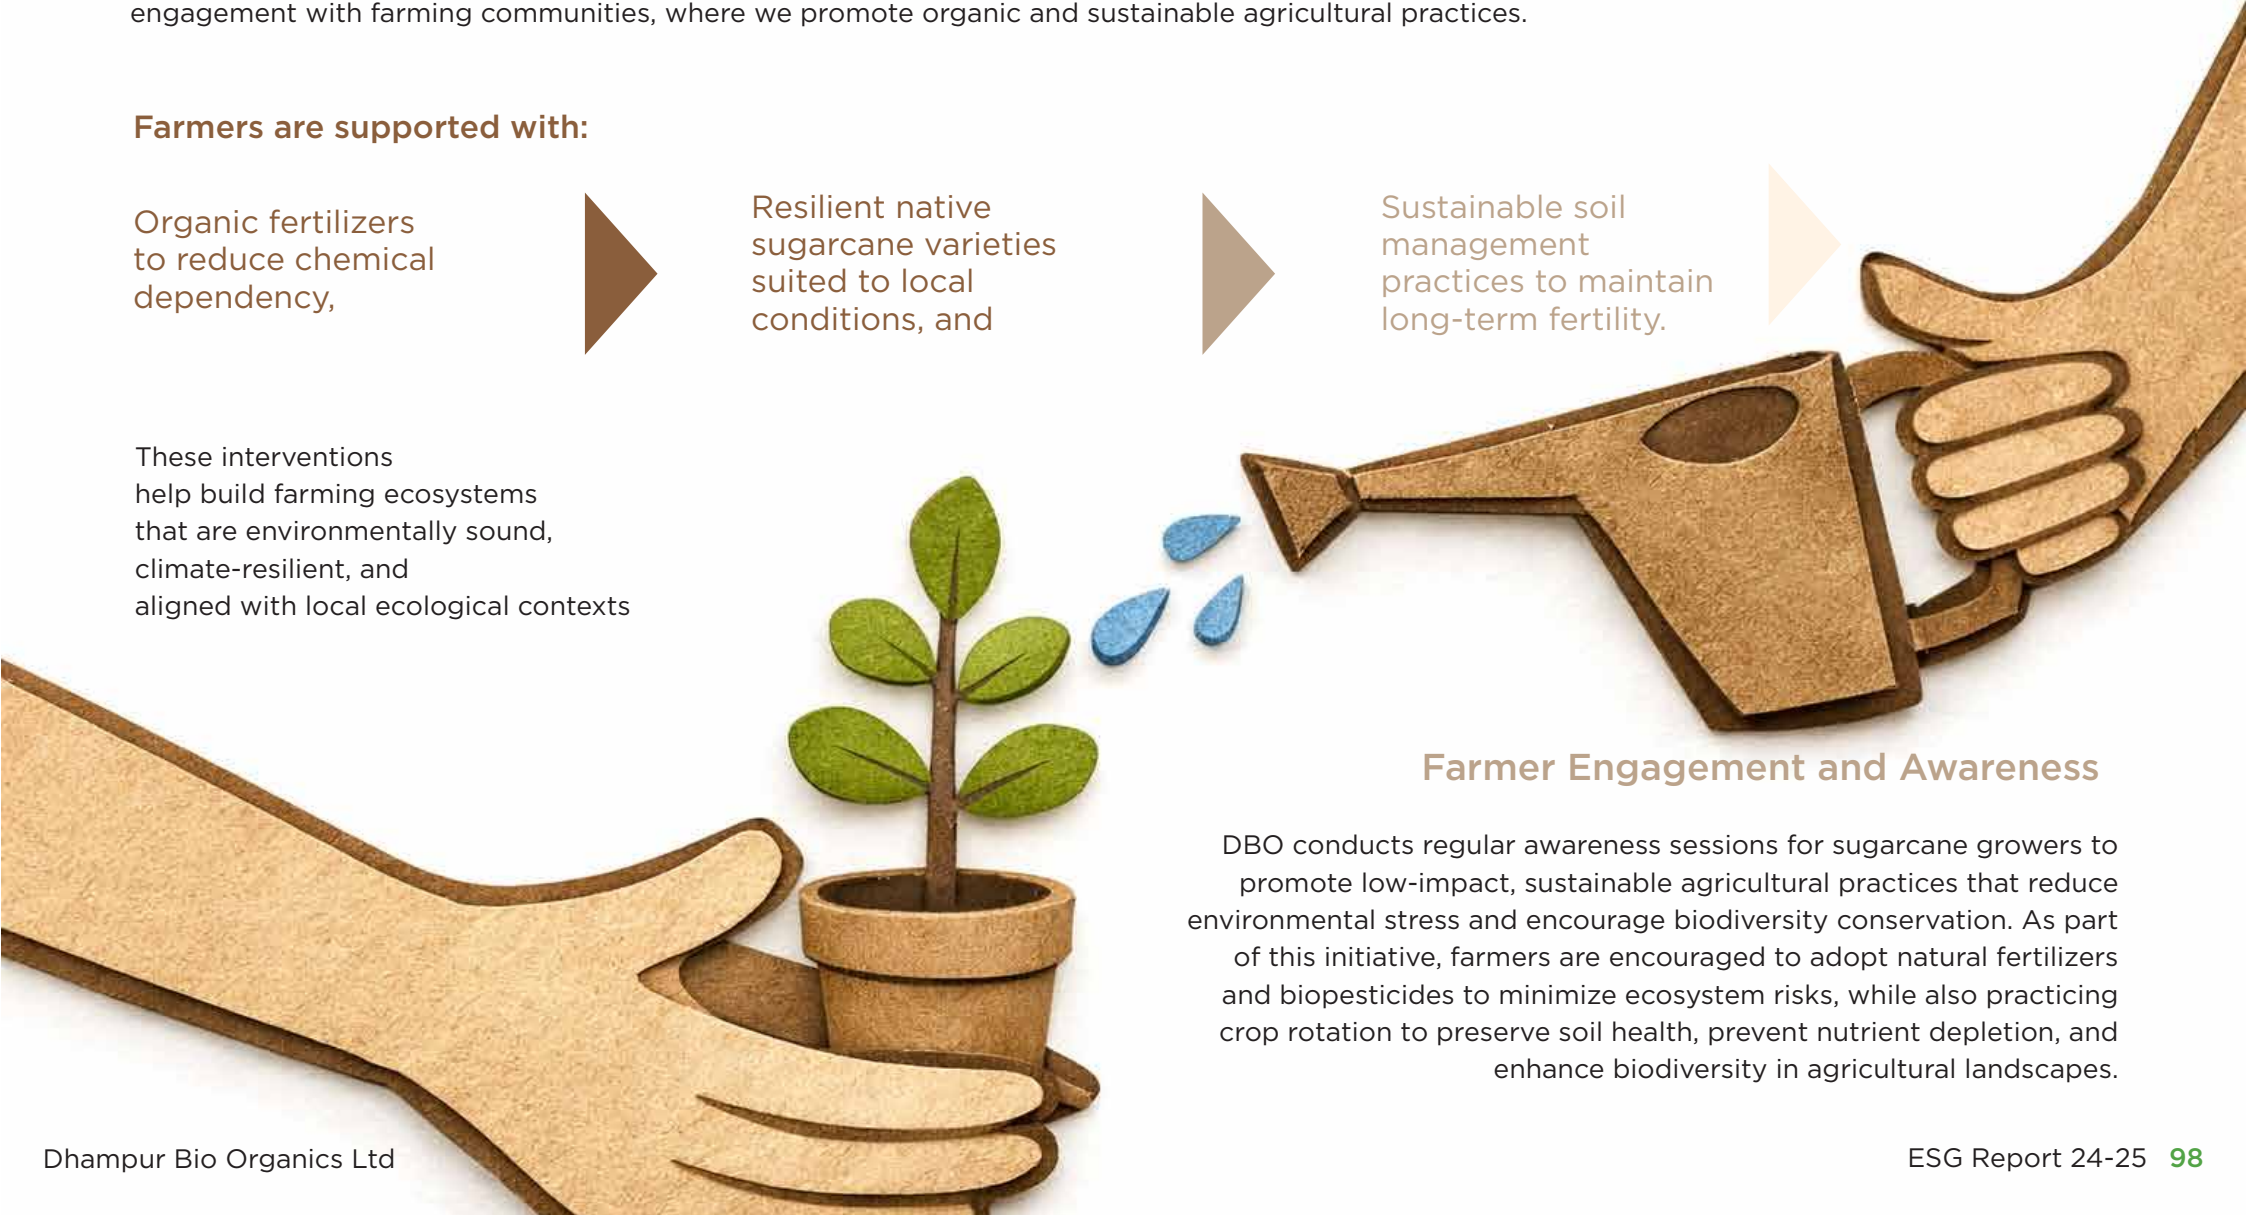 engagement with farming communities, where we promote organic and sustainable agricultural practices.
Farmers are supported with:
Organic fertilizers
to reduce chemical
dependency,
Resilient native
sugarcane varieties
suited to local
conditions, and
Sustainable soil
management
practices to maintain
long-term fertility.
These interventions
help build farming ecosystems
that are environmentally sound,
climate-resilient, and
aligned with local ecological contexts
Farmer Engagement and Awareness
DBO conducts regular awareness sessions for sugarcane growers to
promote low-impact, sustainable agricultural practices that reduce
environmental stress and encourage biodiversity conservation. As part
of this initiative, farmers are encouraged to adopt natural fertilizers
and biopesticides to minimize ecosystem risks, while also practicing
crop rotation to preserve soil health, prevent nutrient depletion, and
enhance biodiversity in agricultural landscapes.
Dhampur Bio Organics Ltd
ESG Report 24-25 98